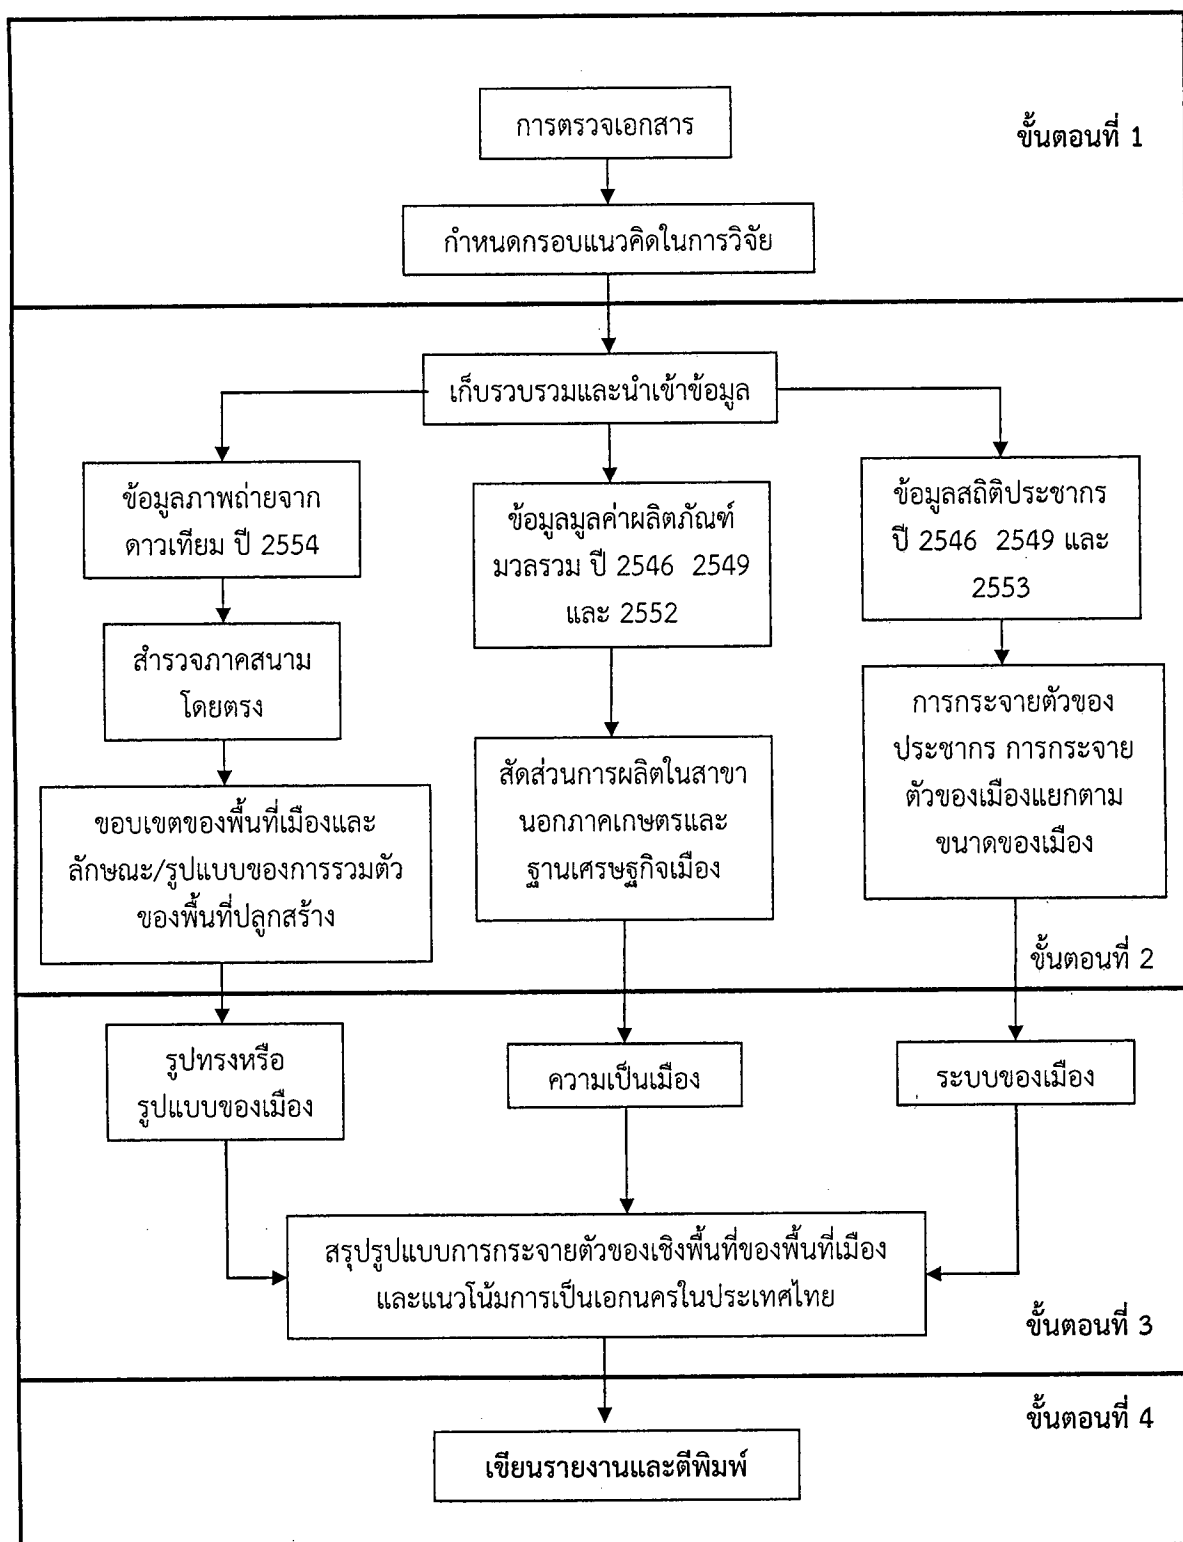 การตรวจเอกสาร
ขั้นตอนที่ 1
กำหนดกรอบแนวคิดในการวิจัย
เก็บรวบรวมและนำเข้าข้อมูล
ข้อมูลภาพถ่ายจาก
ดาวเทียม ปี 2554
ข้อมูลมูลค่าผลิตภัณฑ์
มวลรวม ปี 2546 2549
และ 2552
ข้อมูลสถิติประชากร
ปี 2546 2549 และ
2553
สำรวจภาคสนาม
โดยตรง
สัดส่วนการผลิตในสาขา
นอกภาคเกษตรและ
ฐานเศรษฐกิจเมือง
การกระจายตัวของ
ประชากร การกระจาย
ตัวของเมืองแยกตาม
ขนาดของเมือง
ขอบเขตของพื้นที่เมืองและ
ลักษณะ/รูปแบบของการรวมตัว
ของพื้นที่ปลูกสร้าง
ขั้นตอนที่ 2
รูปทรงหรือ
รูปแบบของเมือง
ความเป็นเมือง
ระบบของเมือง
สรุปรูปแบบการกระจายตัวของเชิงพื้นที่ของพื้นที่เมือง
และแนวโน้มการเป็นเอกนครในประเทศไทย
ขั้นตอนที่ 3
ขั้นตอนที่ 4
เขียนรายงานและตีพิมพ์